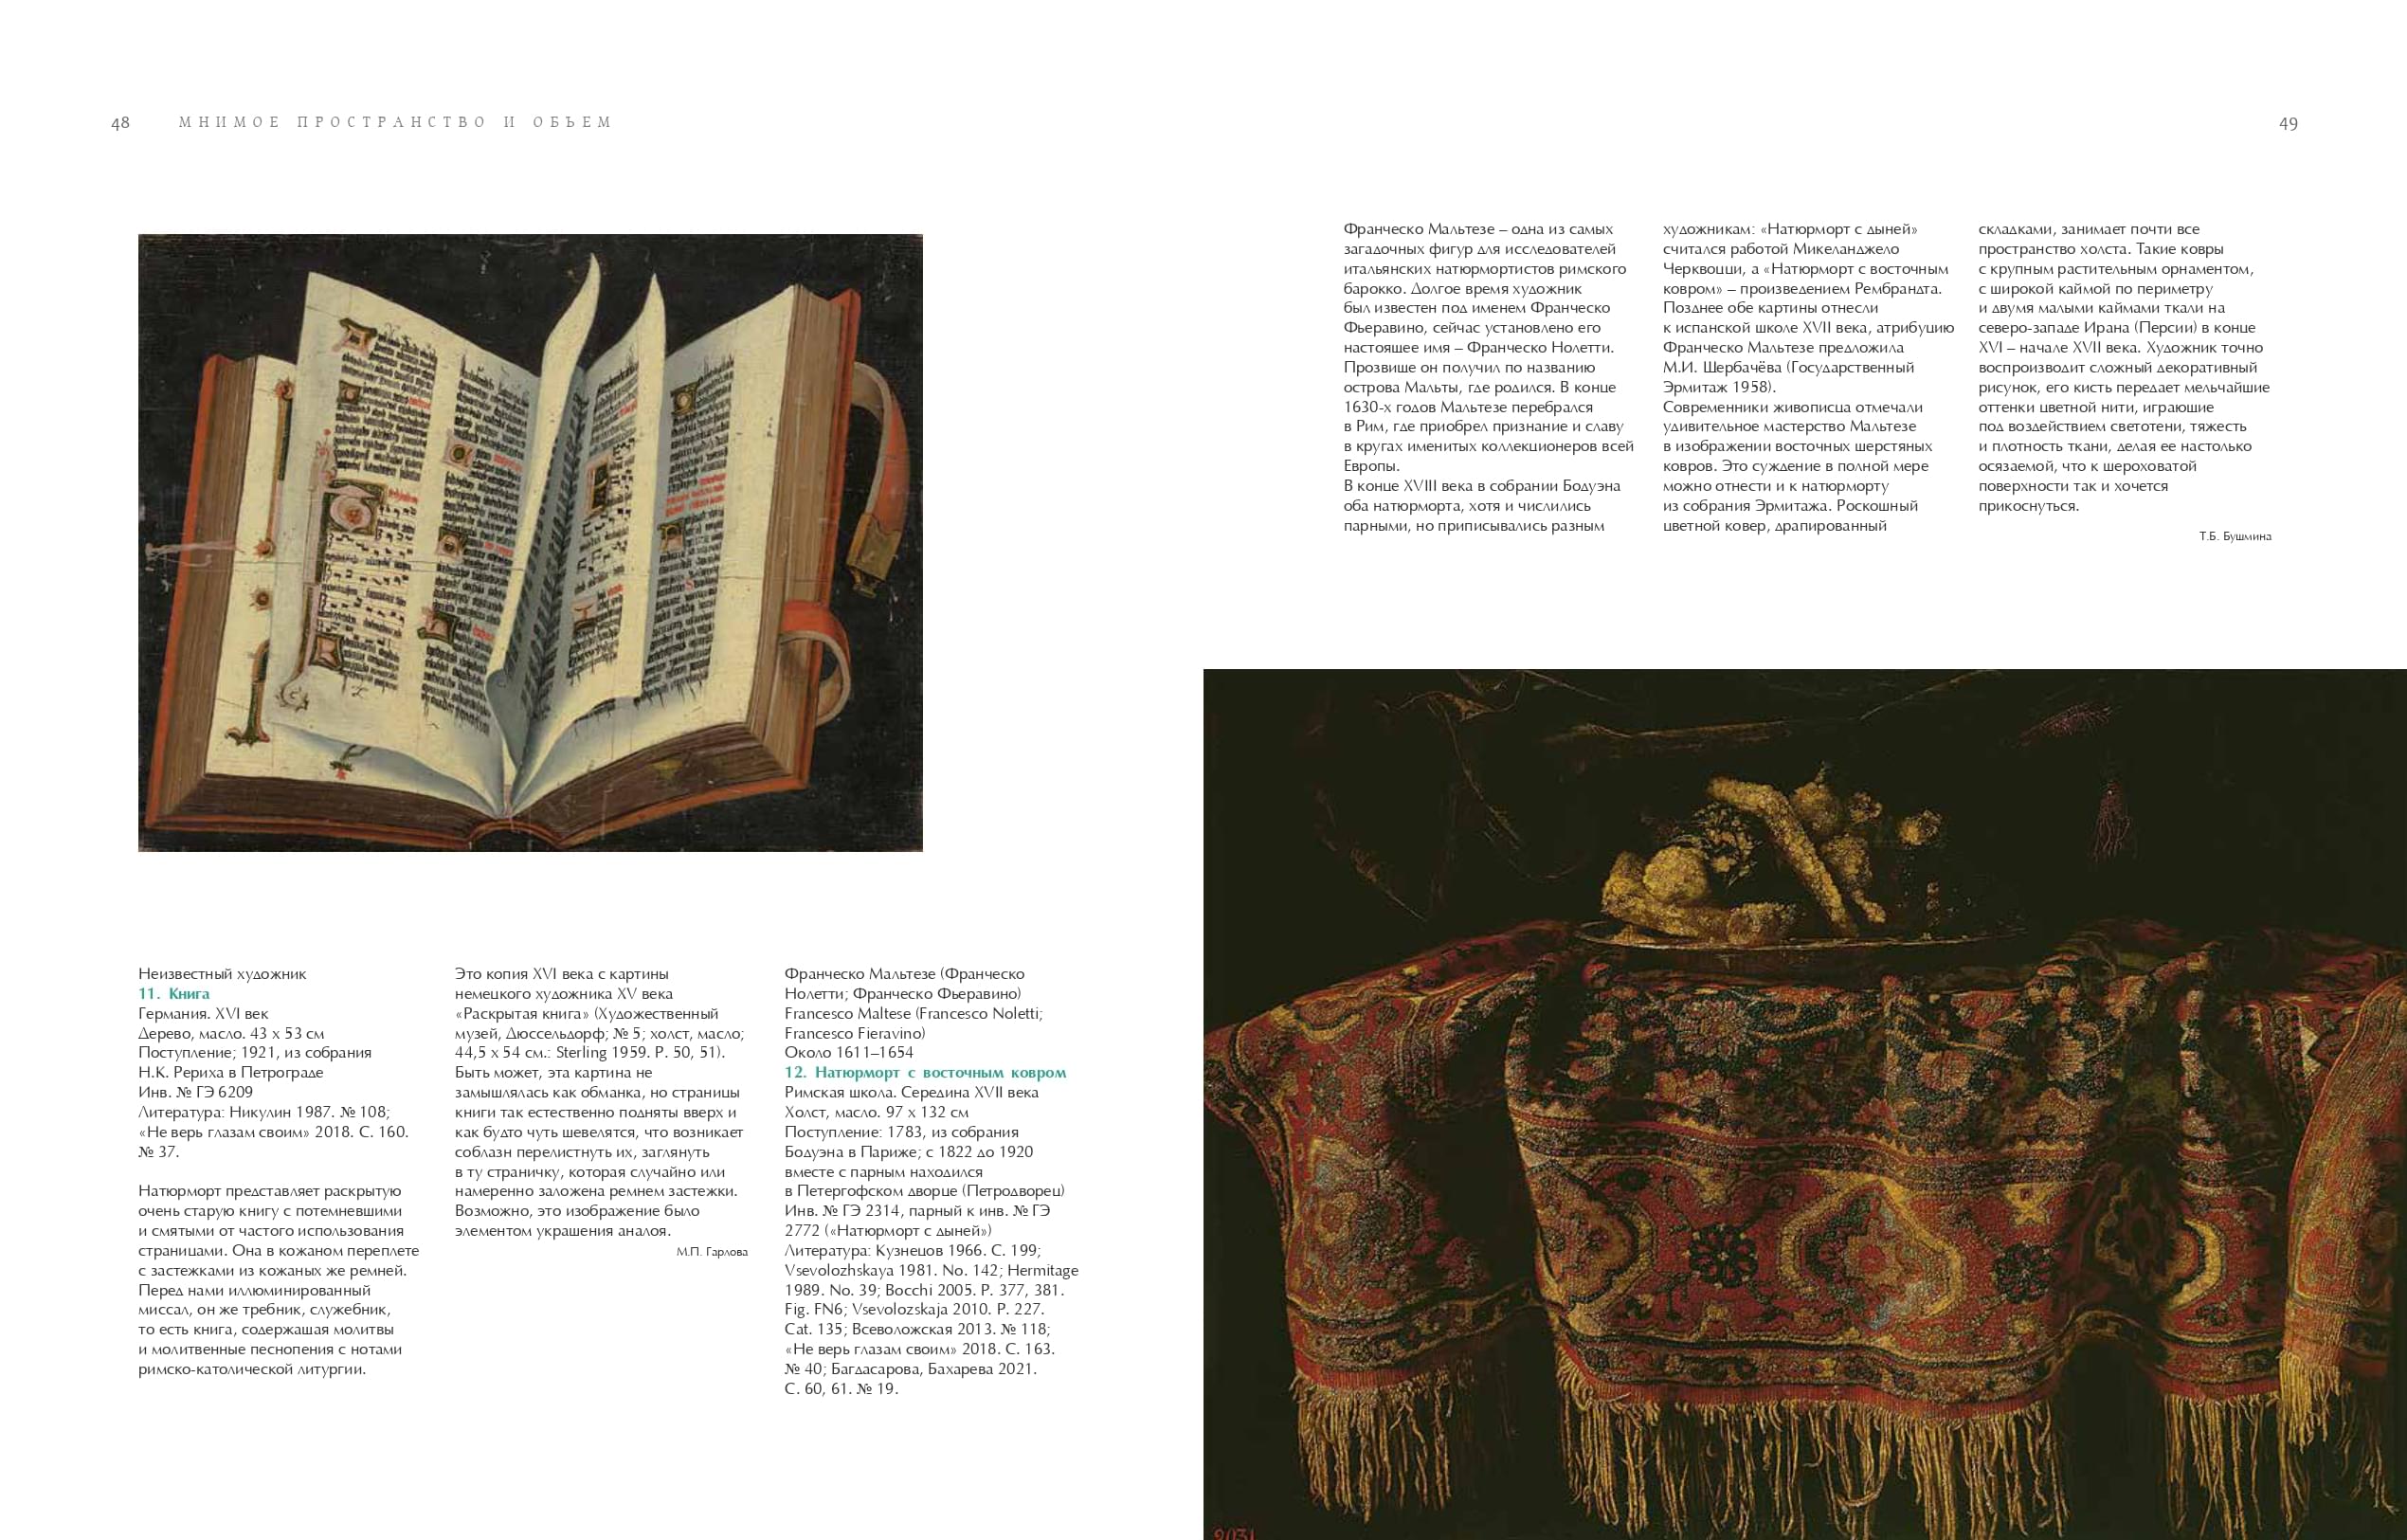 48
МНИМОЕ ПРОСТРАНСТВО И ОБЪЕМ
Неизвестный художник
11. Книга
Германия. XVI век
Дерево, масло. 43 х 53 см
Поступление; 1921, из собрания
Н.К. Рериха в Петрограде
Инв. № ГЭ 6209
Литература: Никулин 1987. № 108;
«Не верь глазам своим» 2018. С. 160.
№ 37.
Натюрморт представляет раскрытую
очень старую книгу с потемневшими
и смятыми от частого использования
страницами. Она в кожаном переплете
с застежками из кожаных же ремней.
Перед нами иллюминированный
миссал, он же требник, служебник,
то есть книга, содержащая молитвы
и молитвенные песнопения с нотами
римско-католической литургии.
Это копия XVI века с картины
немецкого художника XV века
«Раскрытая книга» (Художественный
музей, Дюссельдорф; № 5; холст, масло;
44,5 х 54 см.: Sterling 1959. P. 50, 51).
Быть может, эта картина не
замышлялась как обманка, но страницы
книги так естественно подняты вверх и
как будто чуть шевелятся, что возникает
соблазн перелистнуть их, заглянуть
в ту страничку, которая случайно или
намеренно заложена ремнем застежки.
Возможно, это изображение было
элементом украшения аналоя.
М.П. Гарлова
Франческо Мальтезе (Франческо
Нолетти; Франческо Фьеравино)
Francesco Maltese (Francesco Noletti;
Francesco Fieravino)
Около 1611–1654
12. Натюрморт с восточным ковром
Римская школа. Середина XVII века
Холст, масло. 97 х 132 см
Поступление: 1783, из собрания
Бодуэна в Париже; с 1822 до 1920
вместе с парным находился
в Петергофском дворце (Петродворец)
Инв. № ГЭ 2314, парный к инв. № ГЭ
2772 («Натюрморт с дыней»)
Литература: Кузнецов 1966. С. 199;
Vsevolozhskaya 1981. No. 142; Hermitage
1989. No. 39; Bocchi 2005. P. 377, 381.
Fig. FN6; Vsevolozskaja 2010. P. 227.
Cat. 135; Всеволожская 2013. № 118;
«Не верь глазам своим» 2018. С. 163.
№ 40; Багдасарова, Бахарева 2021.
С. 60, 61. № 19.
49
Франческо Мальтезе – одна из самых
загадочных фигур для исследователей
итальянских натюрмортистов римского
барокко. Долгое время художник
был известен под именем Франческо
Фьеравино, сейчас установлено его
настоящее имя – Франческо Нолетти.
Прозвище он получил по названию
острова Мальты, где родился. В конце
1630-х годов Мальтезе перебрался
в Рим, где приобрел признание и славу
в кругах именитых коллекционеров всей
Европы.
В конце XVIII века в собрании Бодуэна
оба натюрморта, хотя и числились
парными, но приписывались разным
художникам: «Натюрморт с дыней»
считался работой Микеланджело
Черквоцци, а «Натюрморт с восточным
ковром» – произведением Рембрандта.
Позднее обе картины отнесли
к испанской школе XVII века, атрибуцию
Франческо Мальтезе предложила
М.И. Щербачёва (Государственный
Эрмитаж 1958).
Современники живописца отмечали
удивительное мастерство Мальтезе
в изображении восточных шерстяных
ковров. Это суждение в полной мере
можно отнести и к натюрморту
из собрания Эрмитажа. Роскошный
цветной ковер, драпированный
складками, занимает почти все
пространство холста. Такие ковры
с крупным растительным орнаментом,
с широкой каймой по периметру
и двумя малыми каймами ткали на
северо-западе Ирана (Персии) в конце
XVI – начале XVII века. Художник точно
воспроизводит сложный декоративный
рисунок, его кисть передает мельчайшие
оттенки цветной нити, играющие
под воздействием светотени, тяжесть
и плотность ткани, делая ее настолько
осязаемой, что к шероховатой
поверхности так и хочется
прикоснуться.
Т.Б. Бушмина